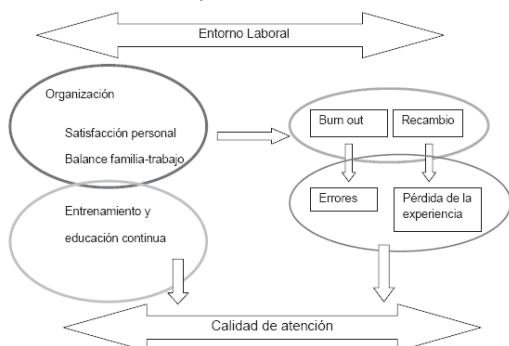 Entorno Laboral
Organización
Satisfacción personal
Balance familia-trabajo
Entrenamiento y
educación continua
Burn out
Recambio
Errores
Pérdida de la
experiencia
Calidad de atención